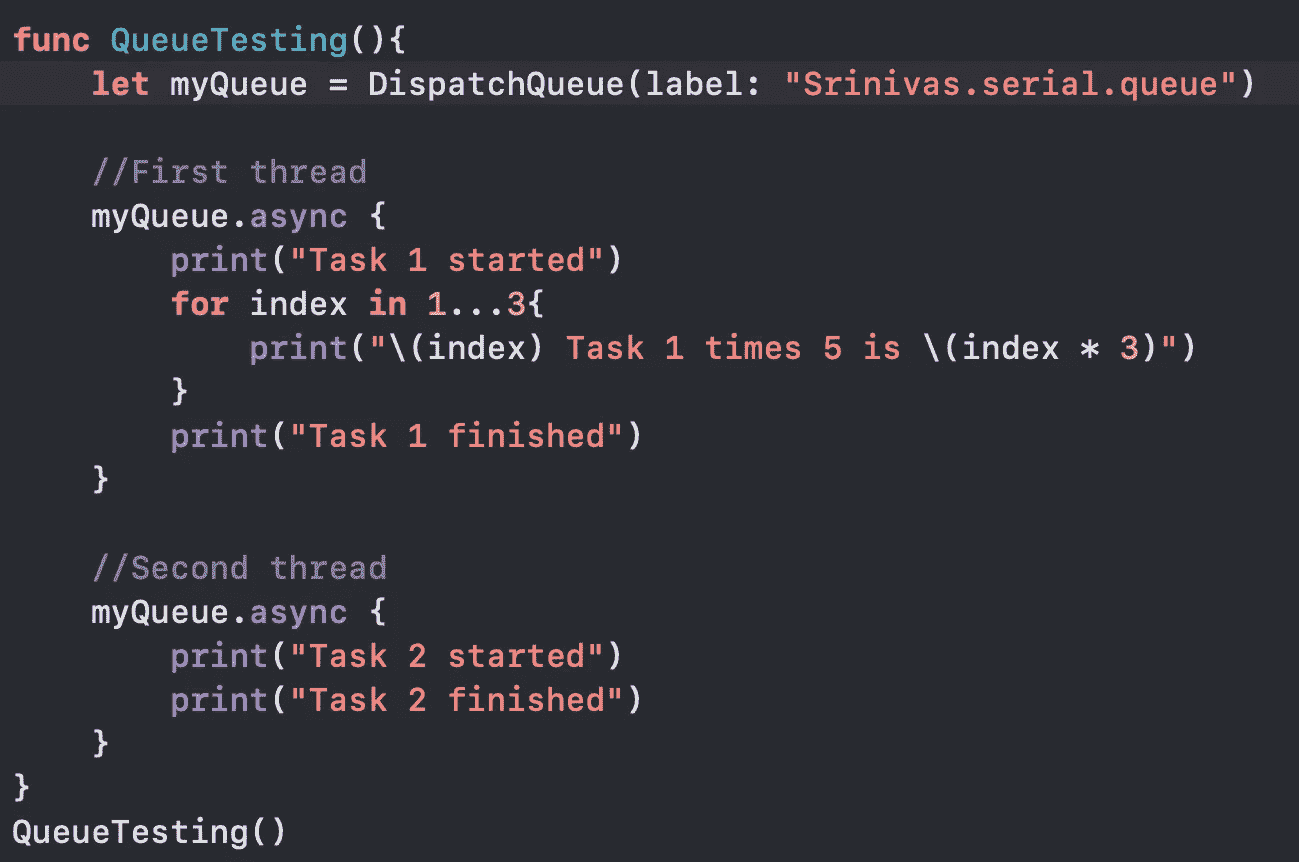 func QueueTesting(){
    let myQueue = DispatchQueue(label: "Srinivas.serial.queue")
    //First thread
    myQueue.async {
        print("Task 1 started")
        for index in 1...3{
            print("\(index) Task 1 times 5 is \(index * 3)")
        }
        print("Task 1 finished")
    }
    //Second thread
    myQueue.async {
        print("Task 2 started")
        print("Task 2 finished")
    }
}
QueueTesting()